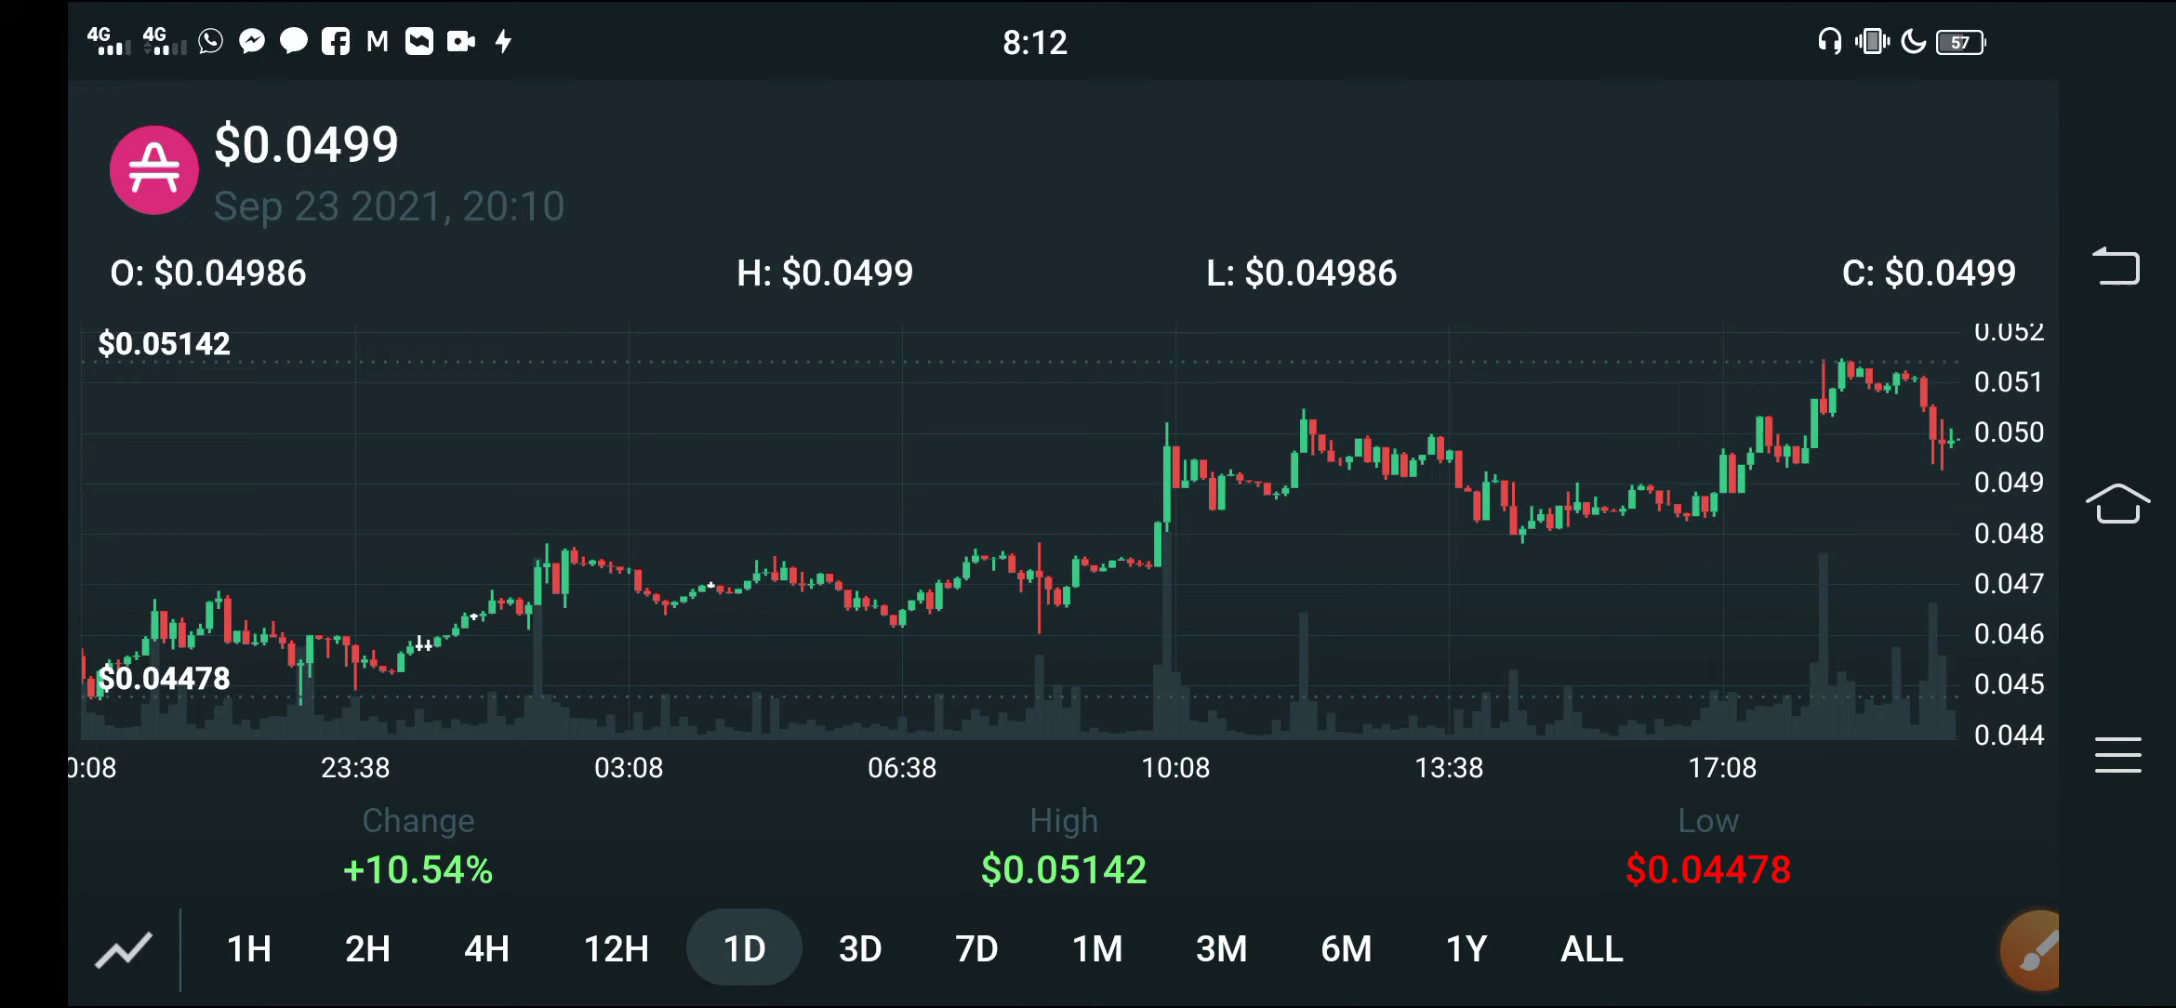 4G 4G M 8:12 57
$0.0499
Sep 23 2021, 20:10
O: $0.04986 H: $0.0499 L: $0.04986 C: $0.0499
$0.05142
0.052
0.051
0.050
0.049
0.048
0.047
0.046
$0.04478
0.045
0.044
0:08 23:38 03:08 06:38 10:08 13:38 17:08
Change High Low
+10.54% $0.05142 $0.04478
1H 2H 4H 12H 1D 3D 7D 1M 3M 6M 1Y ALL